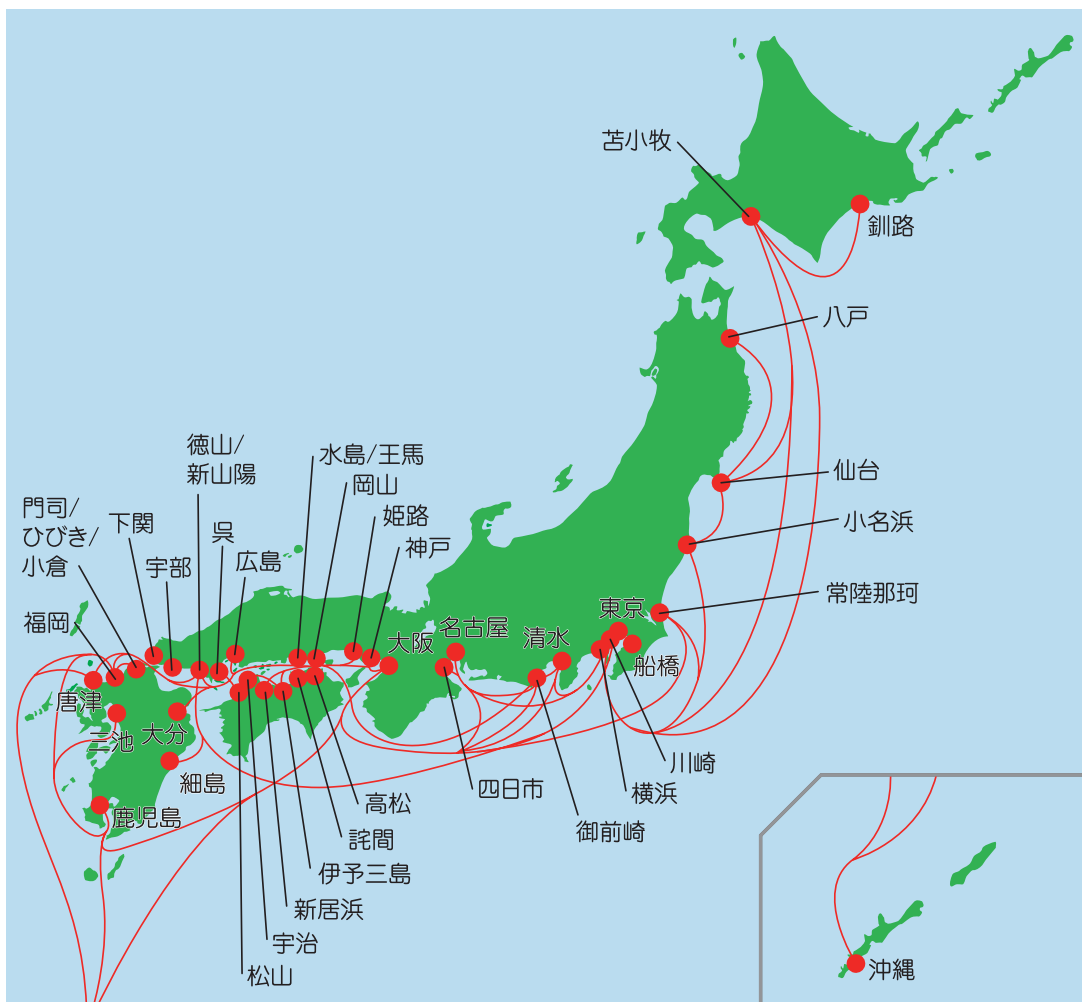 苫小牧
釧路
八戸
仙台
小名浜
常陸那珂
東京
船橋
川崎
横浜
清水
御前崎
名古屋
四日市
大阪
神戸
姫路
岡山
水島/王馬
広島
呉
徳山/
新山陽
宇部
下関
門司/
ひびき/
小倉
福岡
唐津
三池
大分
細島
鹿児島
高松
詫間
伊予三島
新居浜
宇治
松山
沖縄